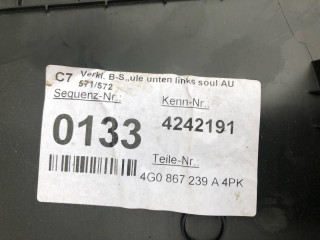 C7 Verkl. B-S..ule unten links soul AU
571/572
Sequenz-Nr.: Kenn-Nr.:
0133 4242191
Teile-Nr.:
4G0 867 239 A 4PK